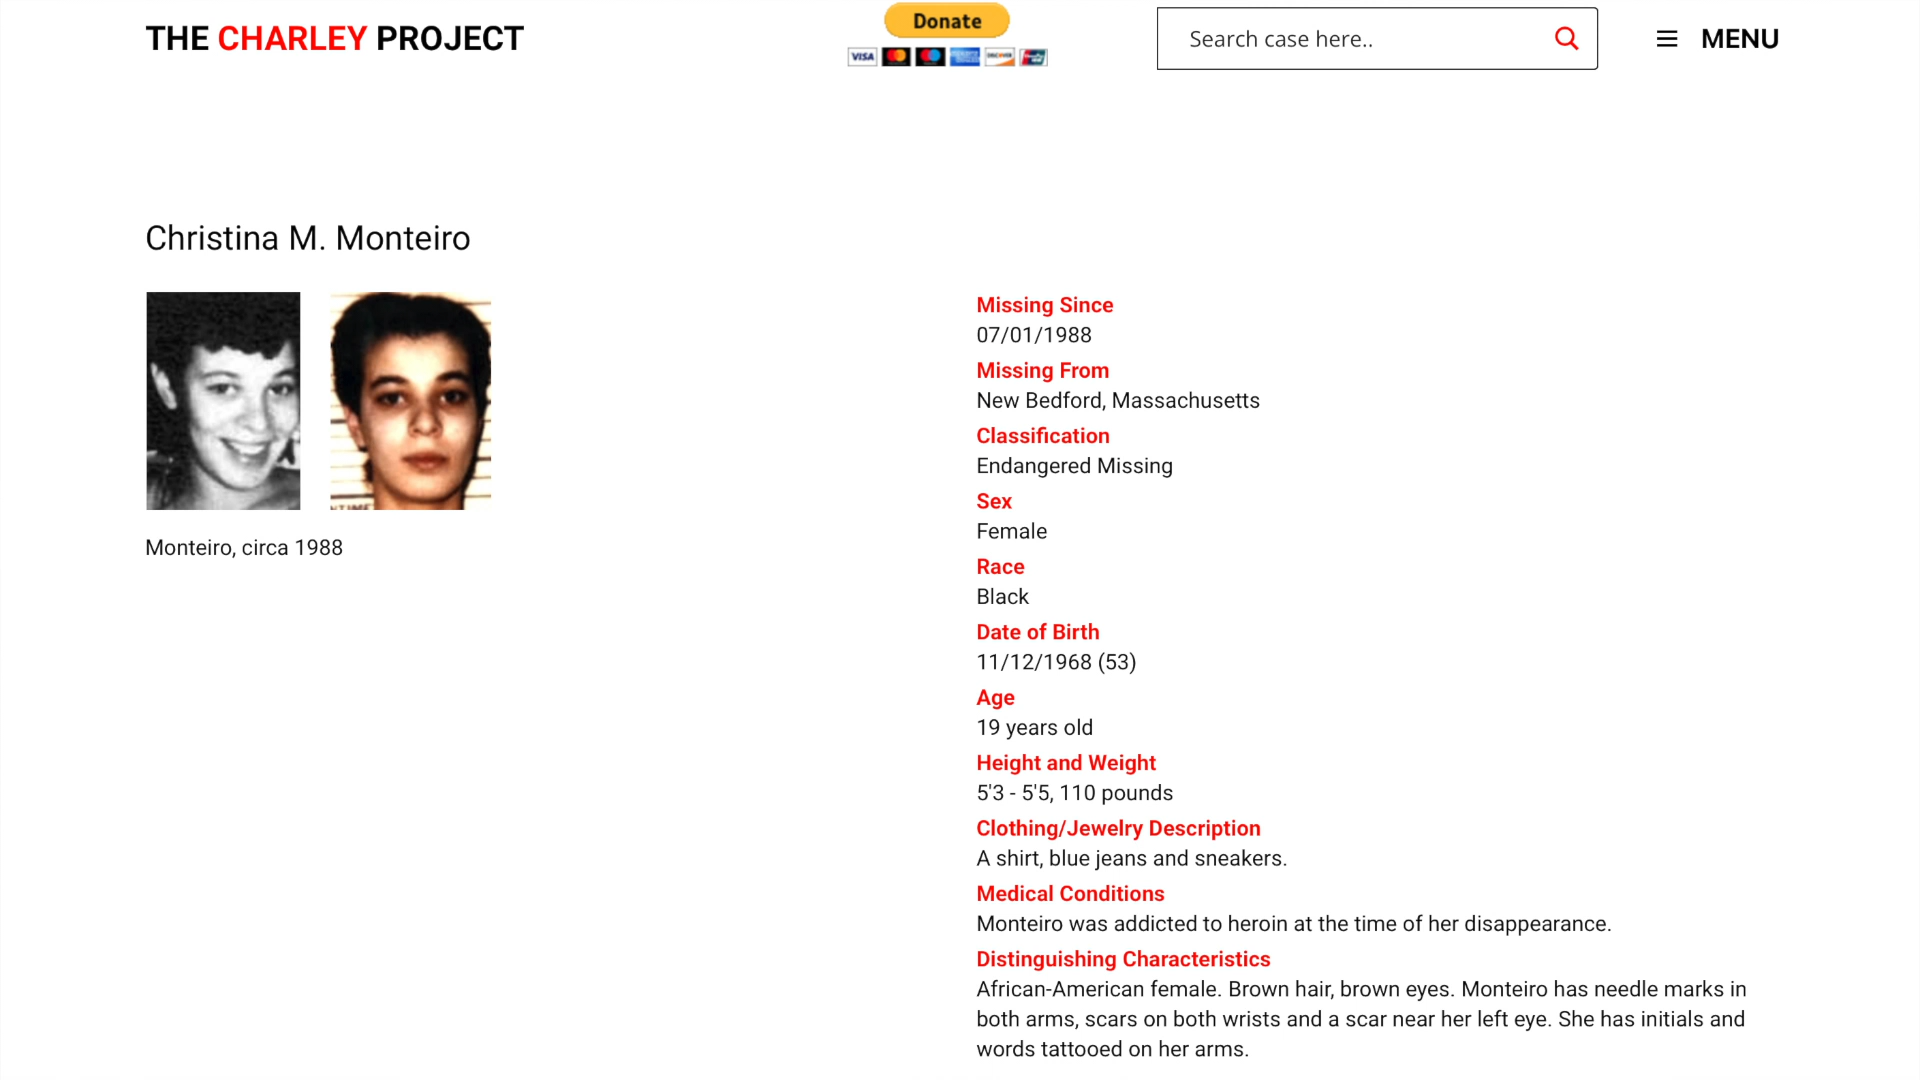 THE CHARLEY PROJECT
Donate
VISA
DISCOVER
Search case here..
MENU
Christina M. Monteiro
Monteiro, circa 1988
Missing Since
07/01/1988
Missing From
New Bedford, Massachusetts
Classification
Endangered Missing
Sex
Female
Race
Black
Date of Birth
11/12/1968 (53)
Age
19 years old
Height and Weight
5'3 - 5'5, 110 pounds
Clothing/Jewelry Description
A shirt, blue jeans and sneakers.
Medical Conditions
Monteiro was addicted to heroin at the time of her disappearance.
Distinguishing Characteristics
African-American female. Brown hair, brown eyes. Monteiro has needle marks in
both arms, scars on both wrists and a scar near her left eye. She has initials and
words tattooed on her arms.